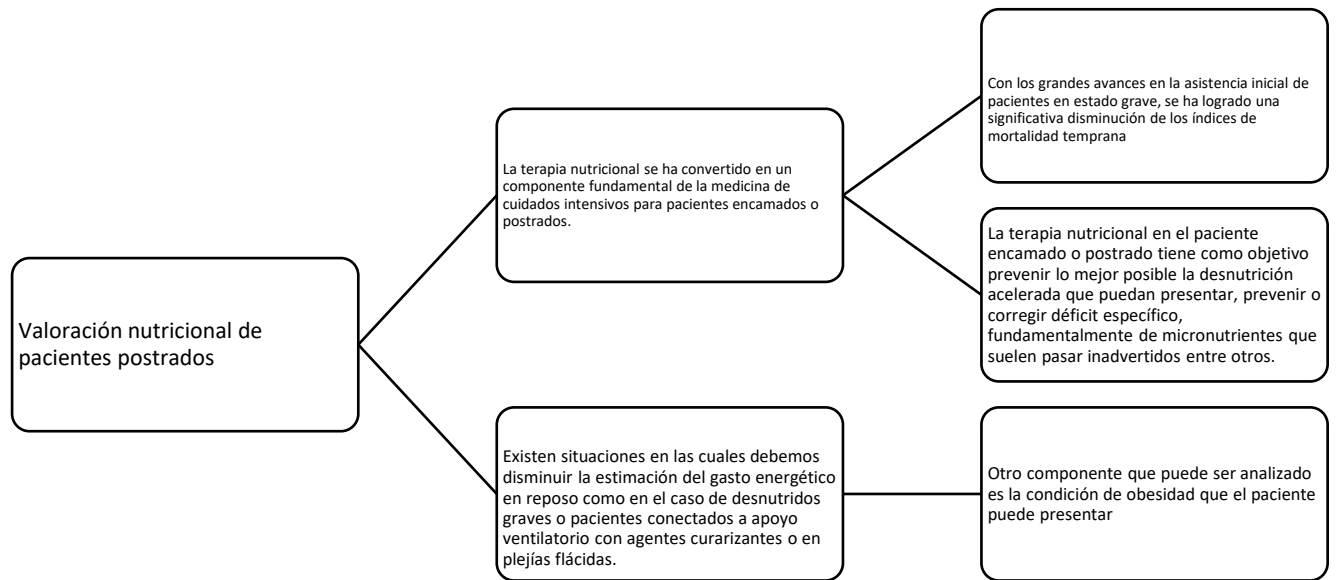 Valoración nutricional de
pacientes postrados
La terapia nutricional se ha convertido en un
componente fundamental de la medicina de
cuidados intensivos para pacientes encamados o
postrados.
Con los grandes avances en la asistencia inicial de
pacientes en estado grave, se ha logrado una
significativa disminución de los índices de
mortalidad temprana
La terapia nutricional en el paciente
encamado o postrado tiene como objetivo
prevenir lo mejor posible la desnutrición
acelerada que puedan presentar, prevenir o
corregir déficit específico,
fundamentalmente de micronutrientes que
suelen pasar inadvertidos entre otros.
Existen situaciones en las cuales debemos
disminuir la estimación del gasto energético
en reposo como en el caso de desnutridos
graves o pacientes conectados a apoyo
ventilatorio con agentes curarizantes o en
plejías flácidas.
Otro componente que puede ser analizado
es la condición de obesidad que el paciente
puede presentar